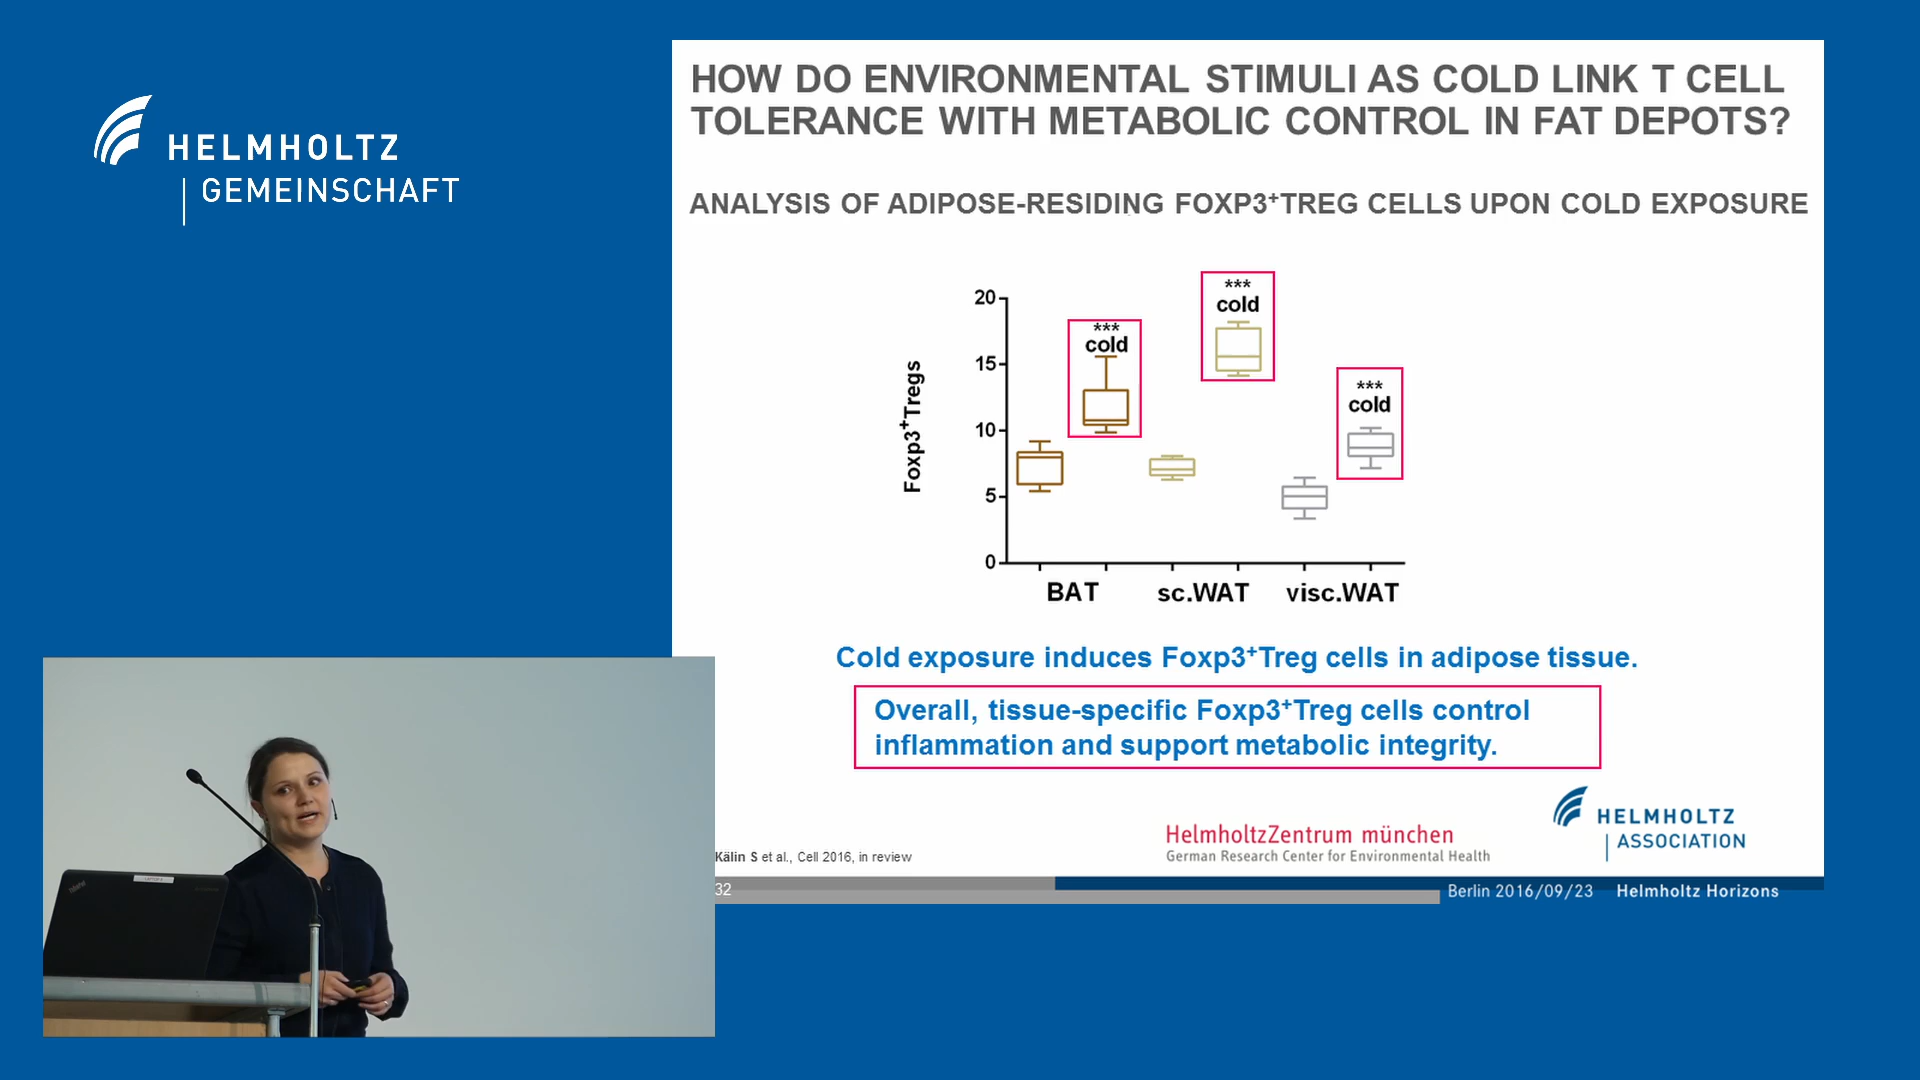 HELMHOLTZ
GEMEINSCHAFT
HOW DO ENVIRONMENTAL STIMULI AS COLD LINK T CELL
TOLERANCE WITH METABOLIC CONTROL IN FAT DEPOTS?
ANALYSIS OF ADIPOSE-RESIDING FOXP3⁺TREG CELLS UPON COLD EXPOSURE
Foxp3⁺Tregs
20
15
10
5
0
***
cold
***
cold
***
cold
BAT
sc.WAT
visc.WAT
Cold exposure induces Foxp3⁺Treg cells in adipose tissue.
Overall, tissue-specific Foxp3⁺Treg cells control
inflammation and support metabolic integrity.
HelmholtzZentrum münchen
German Research Center for Environmental Health
HELMHOLTZ
ASSOCIATION
Kälin S et al., Cell 2016, in review
32
Berlin 2016/09/23 Helmholtz Horizons
ThinkPad